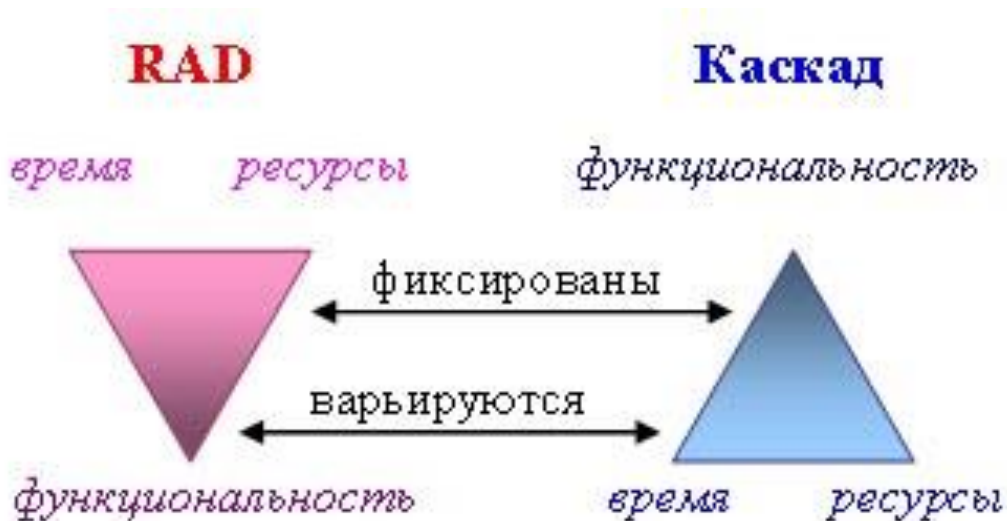 RAD Каскад
время ресурсы функциональность
фиксированы
варьируются
функциональность время ресурсы